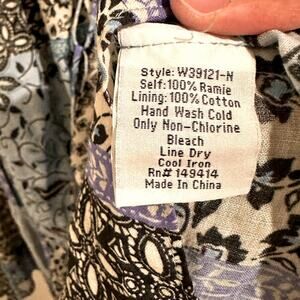 Style: W39121-N
Self: 100% Ramie
Lining: 100% Cotton
Hand Wash Cold
Only Non-Chlorine
Bleach
Line Dry
Cool Iron
Rn# 149414
Made In China